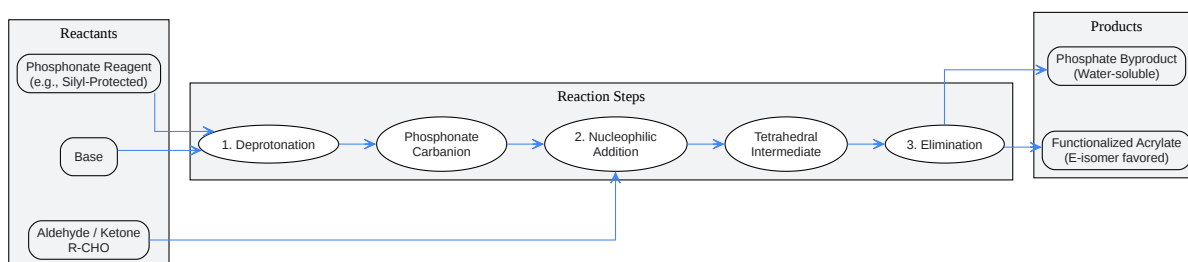 Reactants
Phosphonate Reagent
(e.g., Silyl-Protected)
Base
Aldehyde / Ketone
R-CHO
Reaction Steps
1. Deprotonation
Phosphonate
Carbanion
2. Nucleophilic
Addition
Tetrahedral
Intermediate
3. Elimination
Products
Phosphate Byproduct
(Water-soluble)
Functionalized Acrylate
(E-isomer favored)